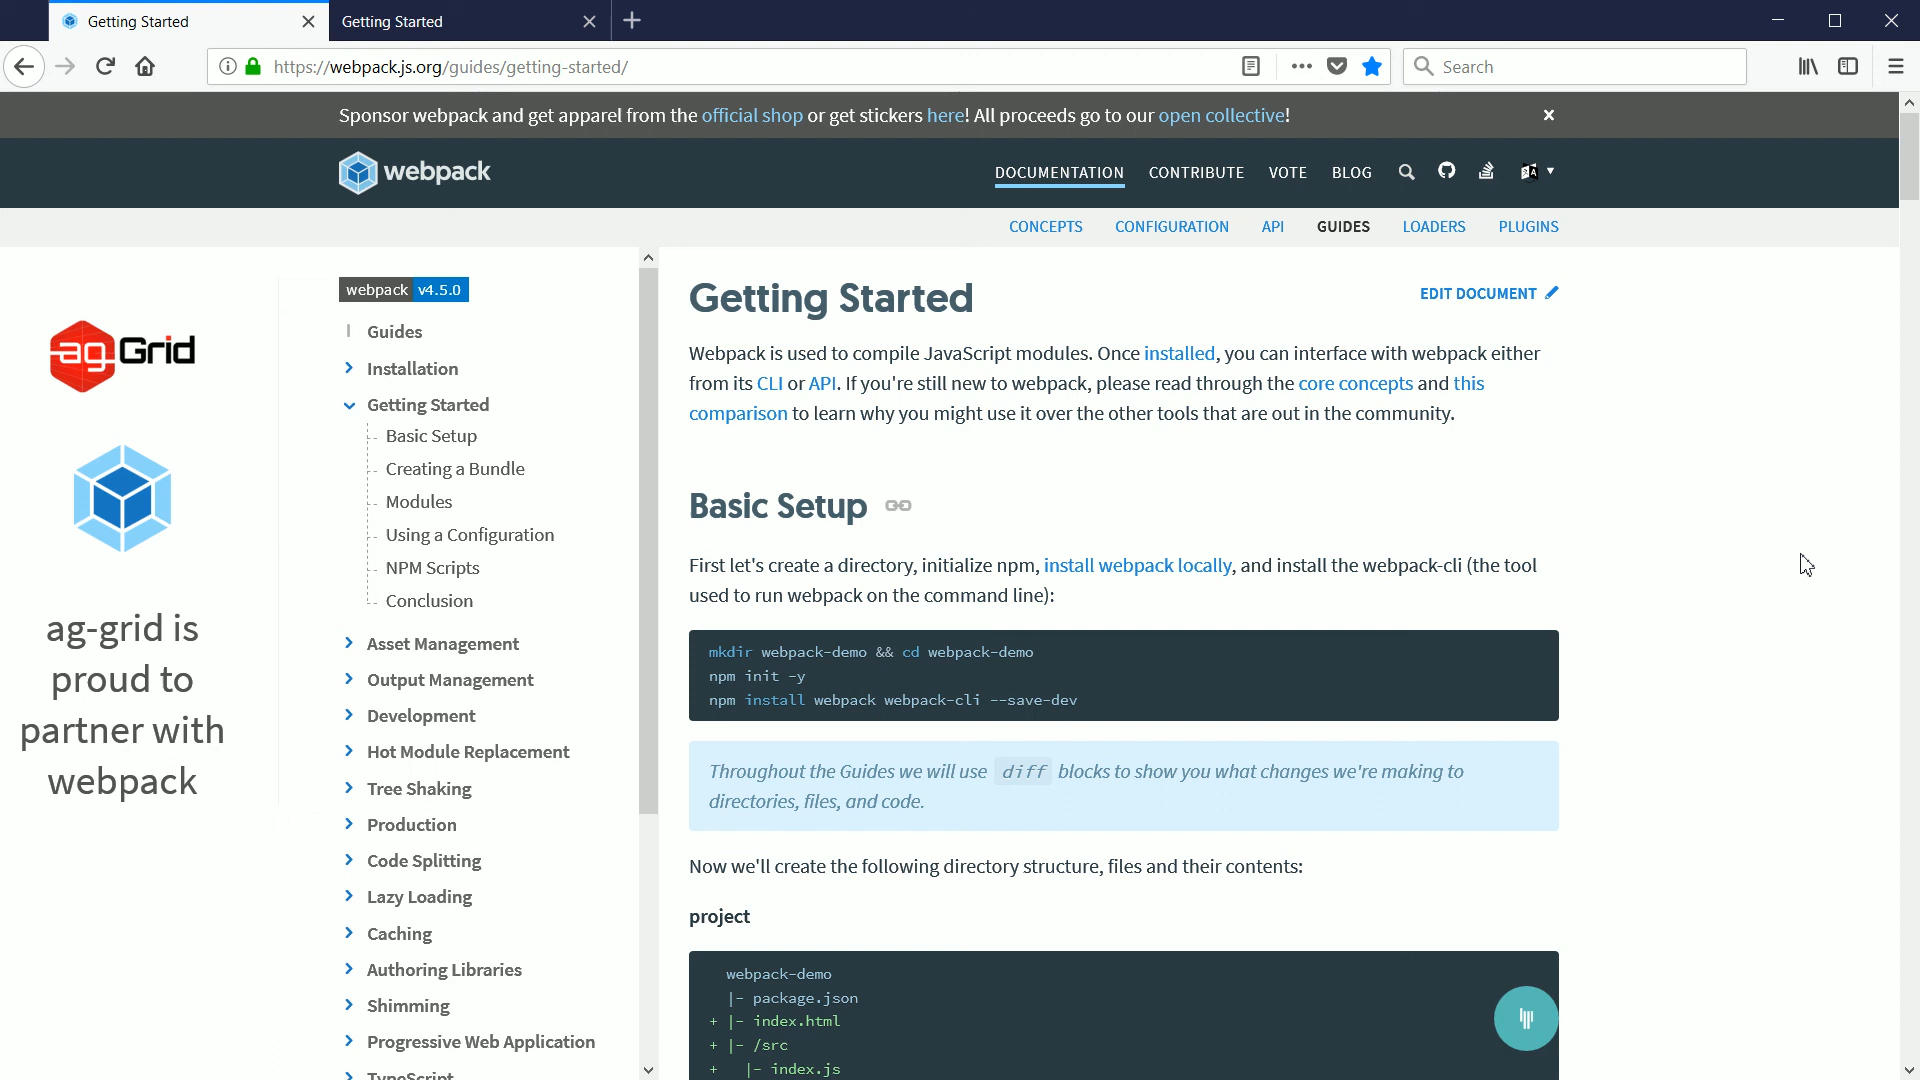 Getting Started
Getting Started
https://webpack.js.org/guides/getting-started/
Search
Sponsor webpack and get apparel from the official shop or get stickers here! All proceeds go to our open collective!
webpack
DOCUMENTATION CONTRIBUTE VOTE BLOG
CONCEPTS CONFIGURATION API GUIDES LOADERS PLUGINS
ag Grid
ag-grid is
proud to
partner with
webpack
webpack v4.5.0
Guides
Installation
Getting Started
Basic Setup
Creating a Bundle
Modules
Using a Configuration
NPM Scripts
Conclusion
Asset Management
Output Management
Development
Hot Module Replacement
Tree Shaking
Production
Code Splitting
Lazy Loading
Caching
Authoring Libraries
Shimming
Progressive Web Application
TypeScript
Getting Started
EDIT DOCUMENT
Webpack is used to compile JavaScript modules. Once installed, you can interface with webpack either
from its CLI or API. If you're still new to webpack, please read through the core concepts and this
comparison to learn why you might use it over the other tools that are out in the community.
Basic Setup
First let's create a directory, initialize npm, install webpack locally, and install the webpack-cli (the tool
used to run webpack on the command line):
mkdir webpack-demo && cd webpack-demo
npm init -y
npm install webpack webpack-cli --save-dev
Throughout the Guides we will use diff blocks to show you what changes we're making to
directories, files, and code.
Now we'll create the following directory structure, files and their contents:
project
webpack-demo
|- package.json
+ |- index.html
+ |- /src
+ |- index.js